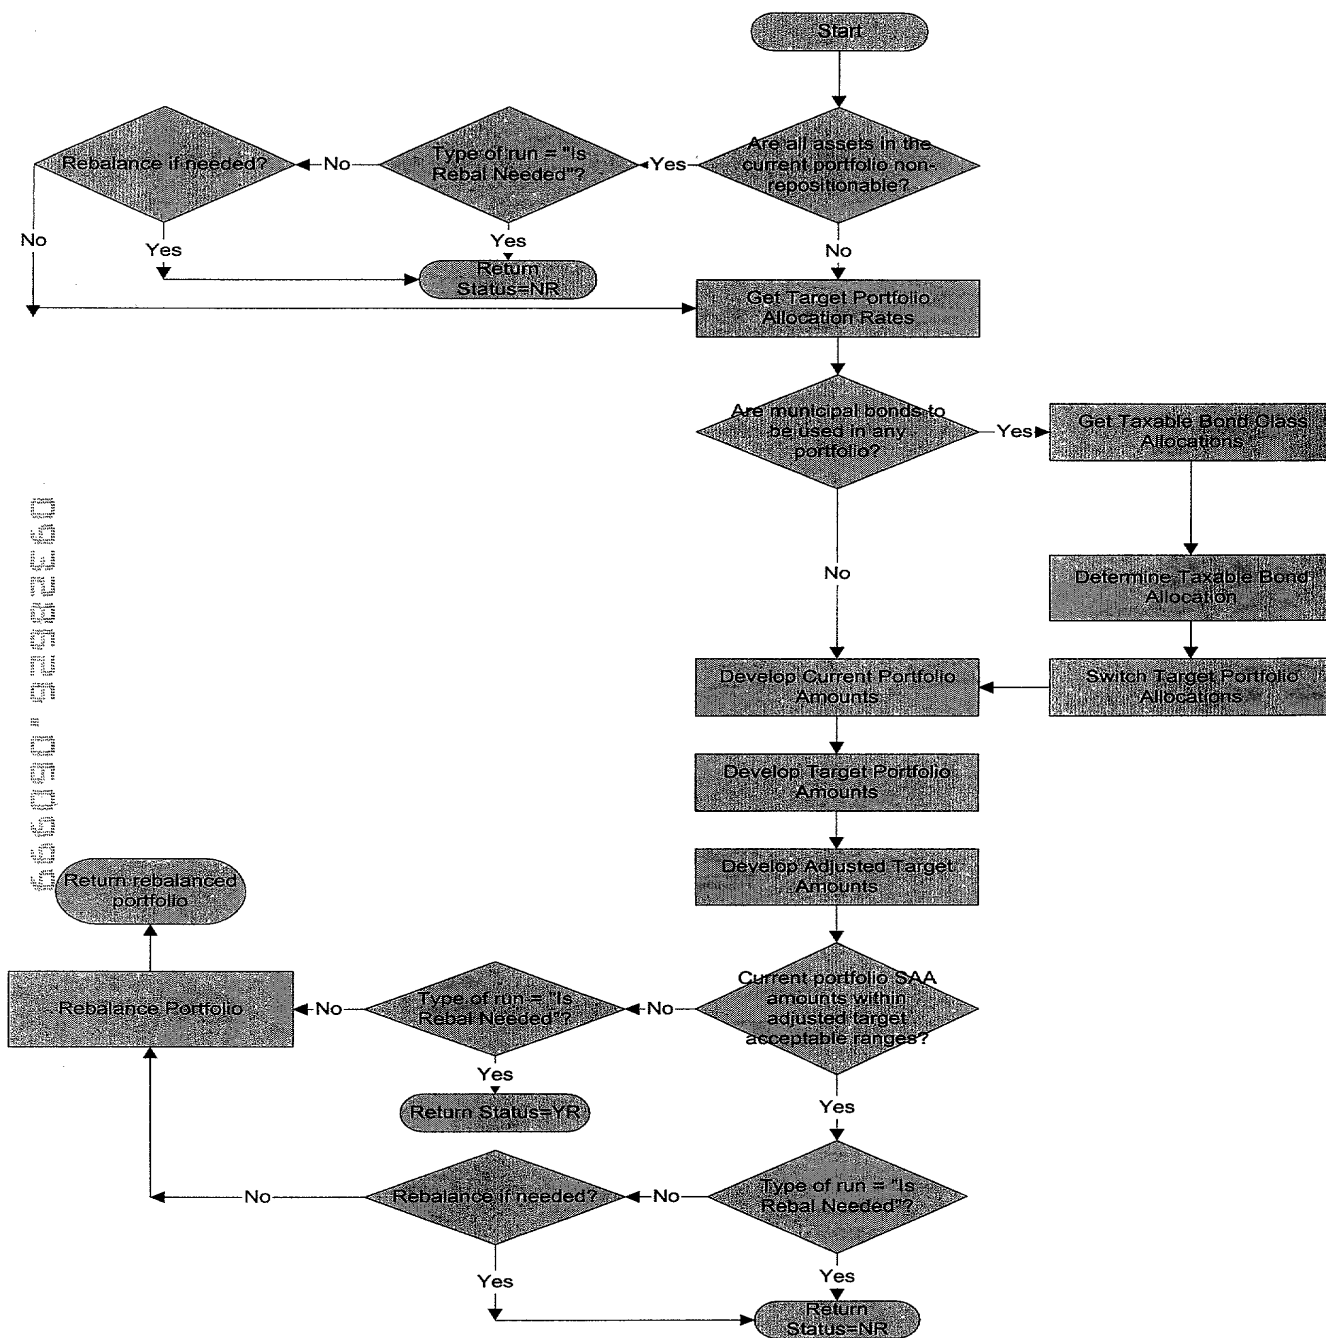 Start
Are all assets in the
current portfolio non-
repositionable?
Yes
Type of run = "Is
Rebal Needed"?
No
Rebalance if needed?
No
Yes
Yes
Return
Status=NR
No
Get Target Portfolio
Allocation Rates
Are municipal bonds to
be used in any
portfolio?
Yes
Get Taxable Bond Class
Allocations
No
Determine Taxable Bond
Allocation
Switch Target Portfolio
Allocations
Develop Current Portfolio
Amounts
Develop Target Portfolio
Amounts
Develop Adjusted Target
Amounts
Current portfolio SAA
amounts within
adjusted target
acceptable ranges?
No
Type of run = "Is
Rebal Needed"?
No
Rebalance Portfolio
Return rebalanced
portfolio
Yes
Return Status=YR
Yes
Type of run = "Is
Rebal Needed"?
No
Rebalance if needed?
No
Yes
Yes
Return
Status=NR